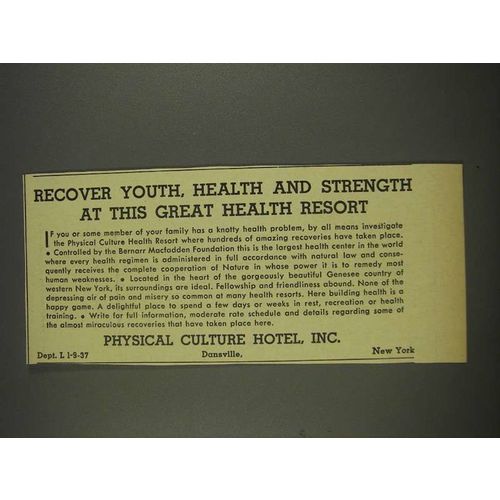 RECOVER YOUTH, HEALTH AND STRENGTH
AT THIS GREAT HEALTH RESORT
IF you or some member of your family has a knotty health problem, by all means investigate
the Physical Culture Health Resort where hundreds of amazing recoveries have taken place.
• Controlled by the Bernarr Macfadden Foundation this is the largest health center in the world
where every health regimen is administered in full accordance with natural law and conse-
quently receives the complete cooperation of Nature in whose power it is to remedy most
human weaknesses. • Located in the heart of the gorgeously beautiful Genesee country of
western New York, its surroundings are ideal. Fellowship and friendliness abound. None of the
depressing air of pain and misery so common at many health resorts. Here building health is a
happy game. A delightful place to spend a few days or weeks in rest, recreation or health
training. • Write for full information, moderate rate schedule and details regarding some of
the almost miraculous recoveries that have taken place here.
PHYSICAL CULTURE HOTEL, INC.
Dept. L 1-9-37 Dansville, New York